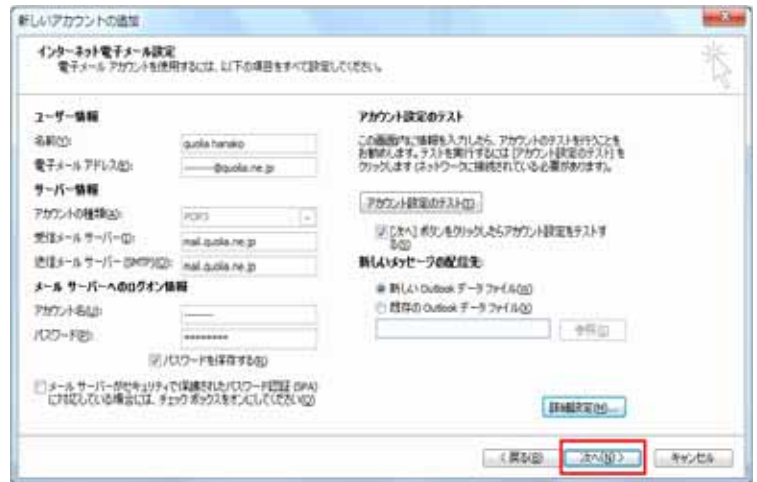 新しいアカウントの追加
インターネット電子メール設定
電子メール アカウントを使用するには、以下の項目をすべて設定してください。
ユーザー情報
名前(Y):
quolia hanako
電子メール アドレス(E):
--------@quolia.ne.jp
サーバー情報
アカウントの種類(A):
POP3
受信メール サーバー(I):
mail.quolia.ne.jp
送信メール サーバー (SMTP)(O):
mail.quolia.ne.jp
メール サーバーへのログオン情報
アカウント名(U):
--------
パスワード(P):
*********
パスワードを保存する(R)
メール サーバーがセキュリティで保護されたパスワード認証 (SPA)
に対応している場合には、チェック ボックスをオンにしてください(Q)
アカウント設定のテスト
この画面内に情報を入力したら、アカウントのテストを行うことを
お勧めします。テストを実行するには [アカウント設定のテスト] を
クリックします (ネットワークに接続されている必要があります)。
アカウント設定のテスト(T)
[次へ] ボタンをクリックしたらアカウント設定をテストす
る(S)
新しいメッセージの配信先:
新しい Outlook データ ファイル(W)
既存の Outlook データ ファイル(X)
参照(S)
詳細設定(M)...
< 戻る(B)
次へ(N) >
キャンセル